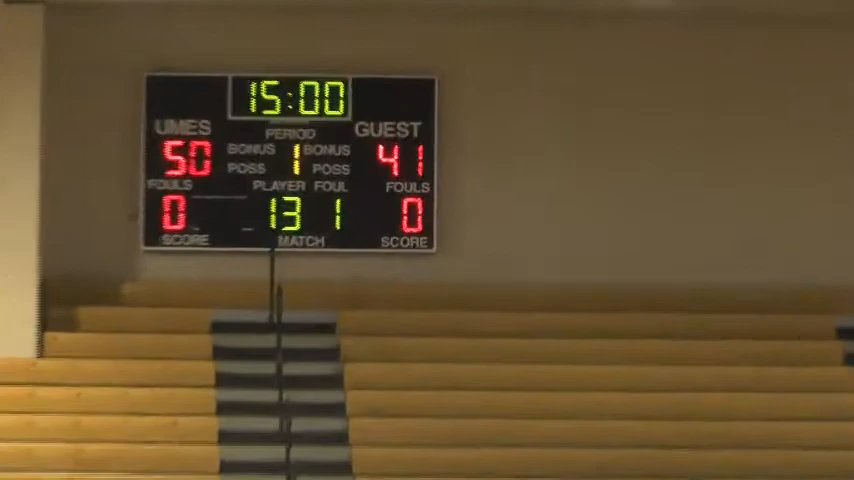 15:00
UMES PERIOD GUEST
50 BONUS 1 BONUS 41
POSS POSS
FOULS PLAYER FOUL FOULS
0 13 1 0
SCORE MATCH SCORE